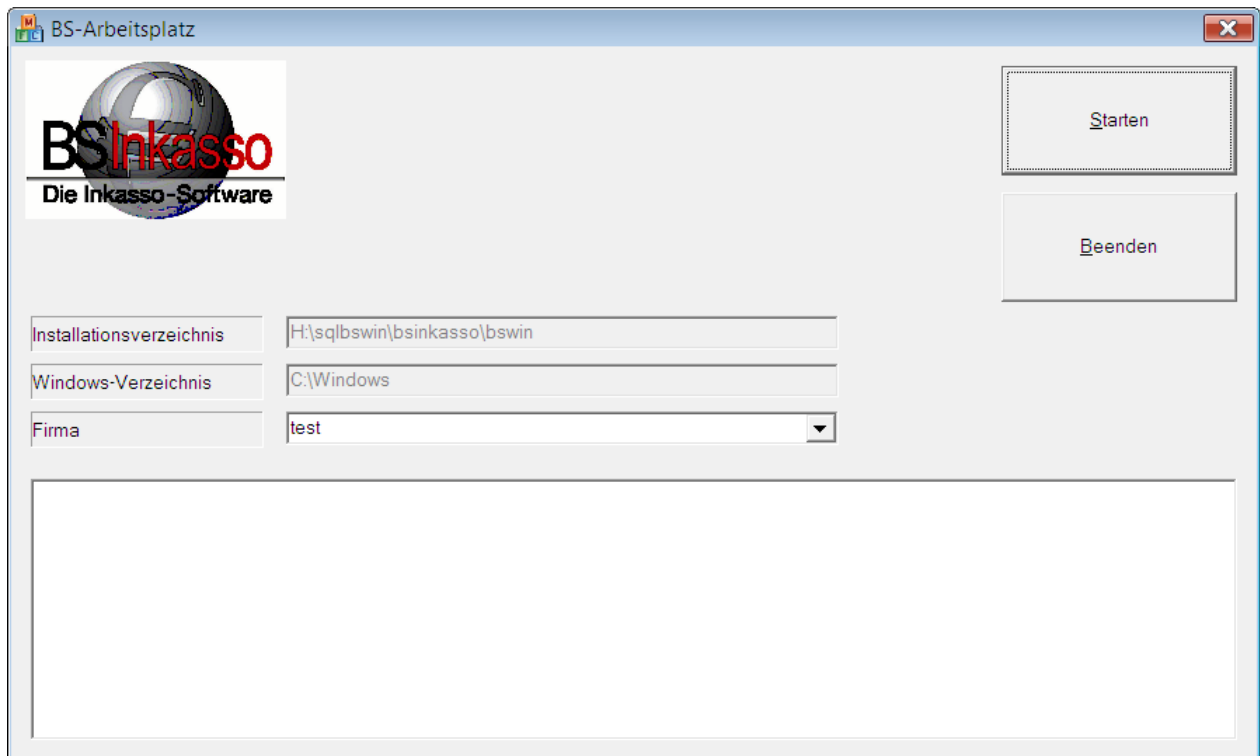 BS-Arbeitsplatz
BSInkasso
Die Inkasso-Software
Starten
Beenden
Installationsverzeichnis H:\sqlbswin\bsinkasso\bswin
Windows-Verzeichnis C:\Windows
Firma test